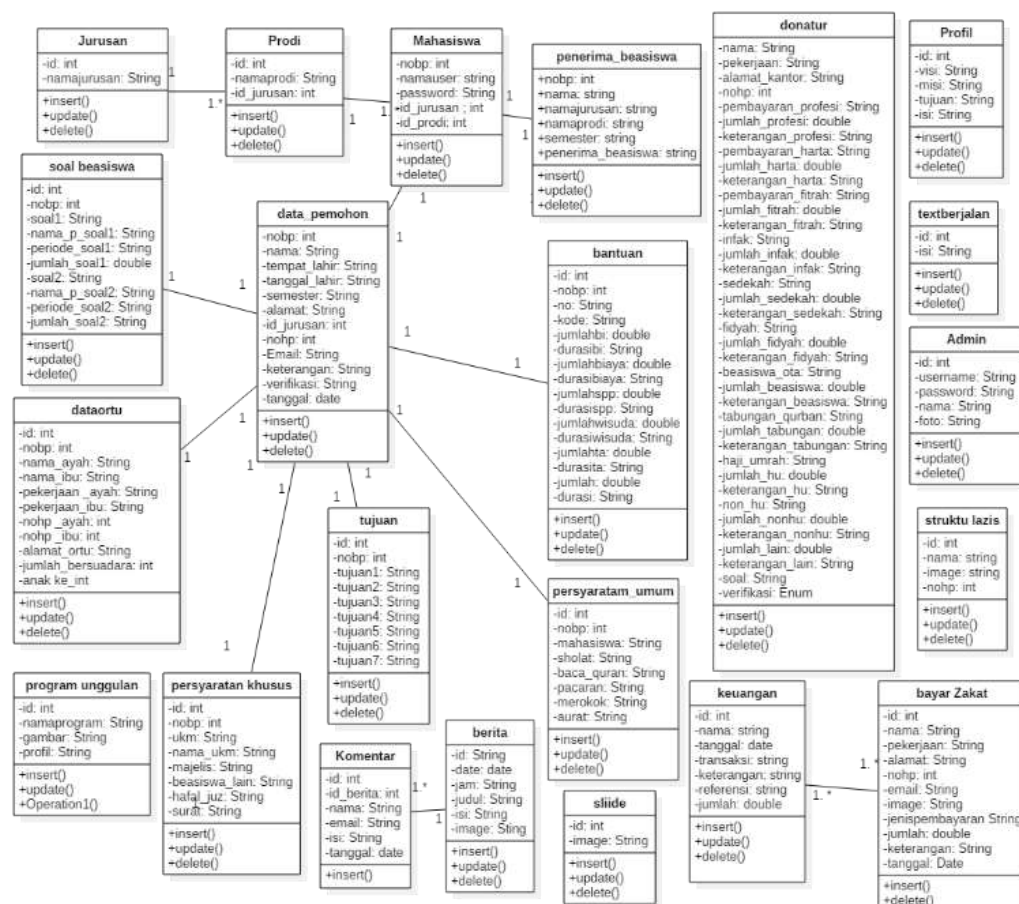 Jurusan
-id: int
-namajurusan: String
+insert()
+update()
+delete()
1
1.*
Prodi
-id: int
-namaprodi: String
-id_jurusan: int
+insert()
+update()
+delete()
1
1.
Mahasiswa
-nobp: int
-namauser: string
-password: String
-id_jurusan ; int
-id_prodi; int
+insert()
+update()
+delete()
1
1
1
penerima_beasiswa
+nobp: int
+nama: string
+namajurusan: string
+namaprodi: string
+semester: string
+penerima_beasiswa: string
+insert()
+update()
+delete()
donatur
-nama: String
-pekerjaan: String
-alamat_kantor: String
-nohp: int
-pembayaran_profesi: String
-jumlah_profesi: double
-keterangan_profesi: String
-pembayaran_harta: String
-jumlah_harta: double
-keterangan_harta: String
-pembayaran_fitrah: String
-jumlah_fitrah: double
-keterangan_fitrah: String
-infak: String
-jumlah_infak: double
-keterangan_infak: String
-sedekah: String
-jumlah_sedekah: double
-keterangan_sedekah: String
-fidyah: String
-jumlah_fidyah: double
-keterangan_fidyah: String
-beasiswa_ota: String
-jumlah_beasiswa: double
-keterangan_beasiswa: String
-tabungan_qurban: String
-jumlah_tabungan: double
-keterangan_tabungan: String
-haji_umrah: String
-jumlah_hu: double
-keterangan_hu: String
-non_hu: String
-jumlah_nonhu: double
-keterangan_nonhu: String
-jumlah_lain: double
-keterangan_lain: String
-soal: String
-verifikasi: Enum
+insert()
+update()
+delete()
Profil
-id: int
-visi: String
-misi: String
-tujuan: String
-isi: String
+insert()
+update()
+delete()
soal beasiswa
-id: int
-nobp: int
-soal1: String
-nama_p_soal1: String
-periode_soal1: String
-jumlah_soal1: double
-soal2: String
-nama_p_soal2: String
-periode_soal2: String
-jumlah_soal2: String
+insert()
+update()
+delete()
1
1
data_pemohon
-nobp: int
-nama: String
-tempat_lahir: String
-tanggal_lahir: String
-semester: String
-alamat: String
-id_jurusan: int
-nohp: int
-Email: String
-keterangan: String
-verifikasi: String
-tanggal: date
+insert()
+update()
+delete()
1
1
1
1
bantuan
-id: int
-nobp: int
-no: String
-kode: String
-jumlahbi: double
-durasibi: String
-jumlahbiaya: double
-durasibiaya: String
-jumlahspp: double
-durasispp: String
-jumlahwisuda: double
-durasiwisuda: String
-jumlahta: double
-durasita: String
-jumlah: double
-durasi: String
+insert()
+update()
+delete()
textberjalan
-id: int
-isi: String
+insert()
+update()
+delete()
Admin
-id: int
-username: String
-password: String
-nama: String
-foto: String
+insert()
+update()
+delete()
dataortu
-id: int
-nobp: int
-nama_ayah: String
-nama_ibu: String
-pekerjaan _ayah: String
-pekerjaan_ibu: String
-nohp _ayah: int
-nohp _ibu: int
-alamat_ortu: String
-jumlah_bersuadara: int
-anak ke_int
+insert()
+update()
+delete()
1
1
1
1
1
1
tujuan
-id: int
-nobp: int
-tujuan1: String
-tujuan2: String
-tujuan3: String
-tujuan4: String
-tujuan5: String
-tujuan6: String
-tujuan7: String
+insert()
+update()
+delete()
1
persyaratam_umum
-id: int
-nobp: int
-mahasiswa: String
-sholat: String
-baca_quran: String
-pacaran: String
-merokok: String
-aurat: String
+insert()
+update()
+delete()
struktu lazis
-id: int
-nama: string
-image: string
-nohp: int
+insert()
+update()
+delete()
program unggulan
-id: int
-namaprogram: String
-gambar: String
-profil: String
+insert()
+update()
+Operation1()
1
persyaratan khusus
-id: int
-nobp: int
-ukm: String
-nama_ukm: String
-majelis: String
-beasiswa_lain: String
-hafal_juz: String
-surat: String
+insert()
+update()
+delete()
Komentar
-id: int
-id_berita: int
-nama: String
-email: String
-isi: String
-tanggal: date
+insert()
1.*
1
berita
-id: String
-date: date
-jam: String
-judul: String
-isi: String
-image: Sting
+insert()
+update()
+delete()
sliide
-id: int
-image: String
+insert()
+update()
+delete()
keuangan
-id: int
-nama: string
-tanggal: date
-transaksi: string
-keterangan: string
-referensi: string
-jumlah: double
+insert()
+update()
+delete()
1. *
1. *
bayar Zakat
-id: int
-nama: String
-pekerjaan: String
-alamat: String
-nohp: int
-email: String
-image: String
-jenispembayaran String
-jumlah: double
-keterangan: String
-tanggal: Date
+insert()
+delete()